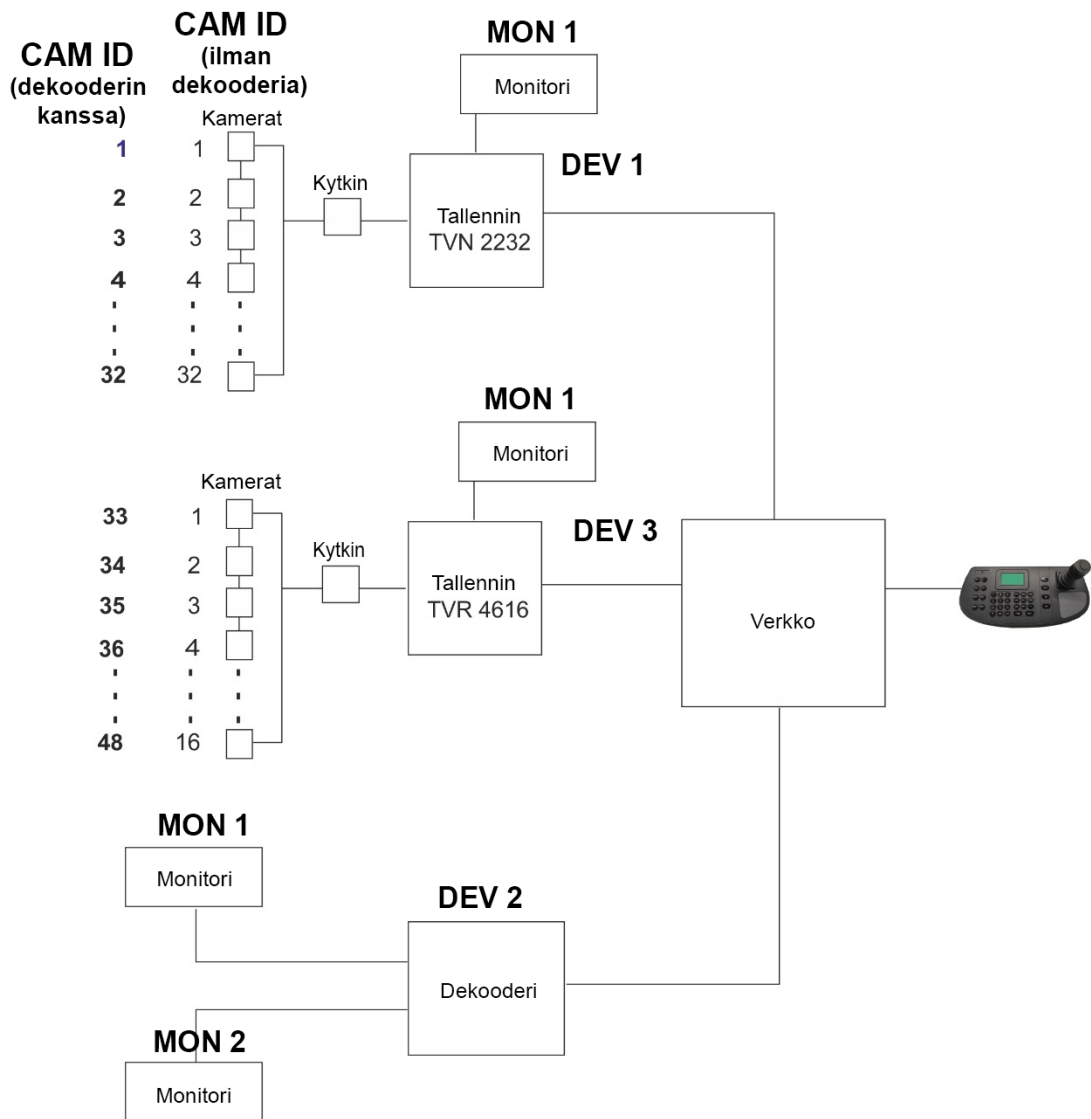 CAM ID
(dekooderin
kanssa)
CAM ID
(ilman
dekooderia)
Kamerat
1 1
2 2
3 3
4 4
32 32
Kytkin
MON 1
Monitori
DEV 1
Tallennin
TVN 2232
MON 1
Monitori
Kamerat
33 1
34 2
35 3
36 4
48 16
Kytkin
DEV 3
Tallennin
TVR 4616
Verkko
MON 1
Monitori
DEV 2
Dekooderi
MON 2
Monitori